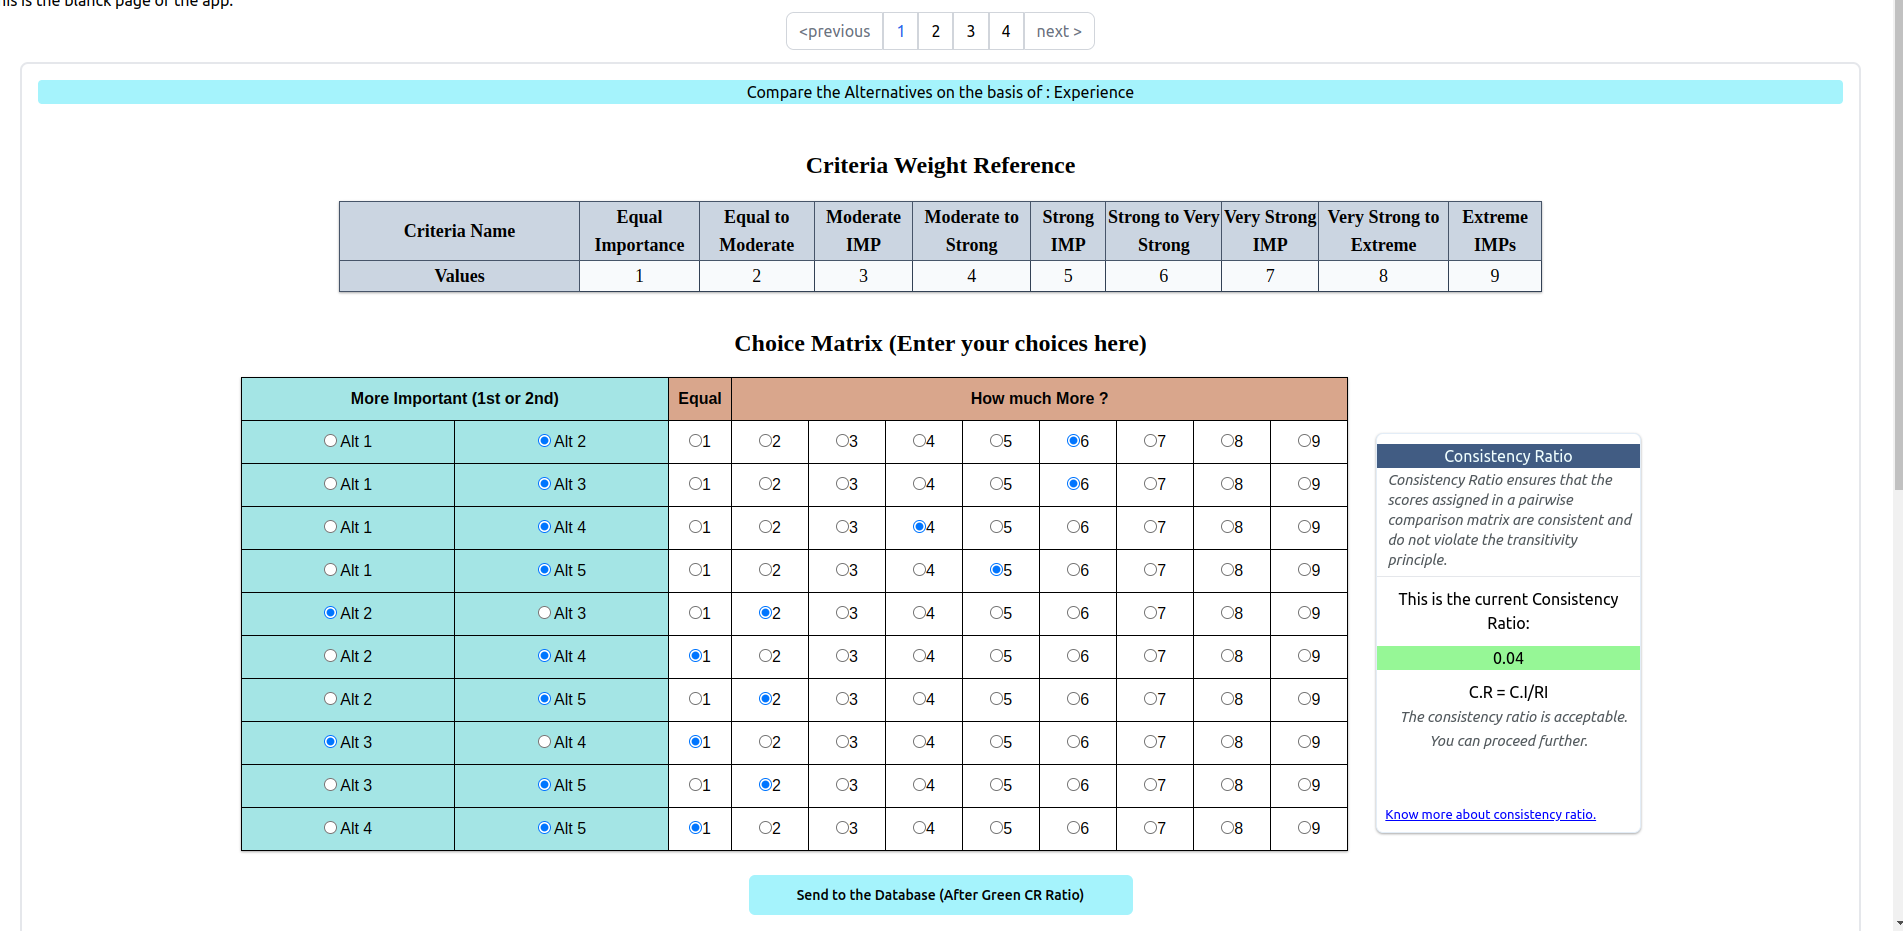 is is the blanck page of the app.
<previous 1 2 3 4 next >
Compare the Alternatives on the basis of : Experience
Criteria Weight Reference
Criteria Name Equal Importance Equal to Moderate Moderate IMP Moderate to Strong Strong IMP Strong to Very Strong Very Strong IMP Very Strong to Extreme Extreme IMPs
Values 1 2 3 4 5 6 7 8 9
Choice Matrix (Enter your choices here)
More Important (1st or 2nd) Equal How much More ?
Alt 1 Alt 2 1 2 3 4 5 6 7 8 9
Alt 1 Alt 3 1 2 3 4 5 6 7 8 9
Alt 1 Alt 4 1 2 3 4 5 6 7 8 9
Alt 1 Alt 5 1 2 3 4 5 6 7 8 9
Alt 2 Alt 3 1 2 3 4 5 6 7 8 9
Alt 2 Alt 4 1 2 3 4 5 6 7 8 9
Alt 2 Alt 5 1 2 3 4 5 6 7 8 9
Alt 3 Alt 4 1 2 3 4 5 6 7 8 9
Alt 3 Alt 5 1 2 3 4 5 6 7 8 9
Alt 4 Alt 5 1 2 3 4 5 6 7 8 9
Consistency Ratio
Consistency Ratio ensures that the
scores assigned in a pairwise
comparison matrix are consistent and
do not violate the transitivity
principle.
This is the current Consistency
Ratio:
0.04
C.R = C.I/RI
The consistency ratio is acceptable.
You can proceed further.
Know more about consistency ratio.
Send to the Database (After Green CR Ratio)